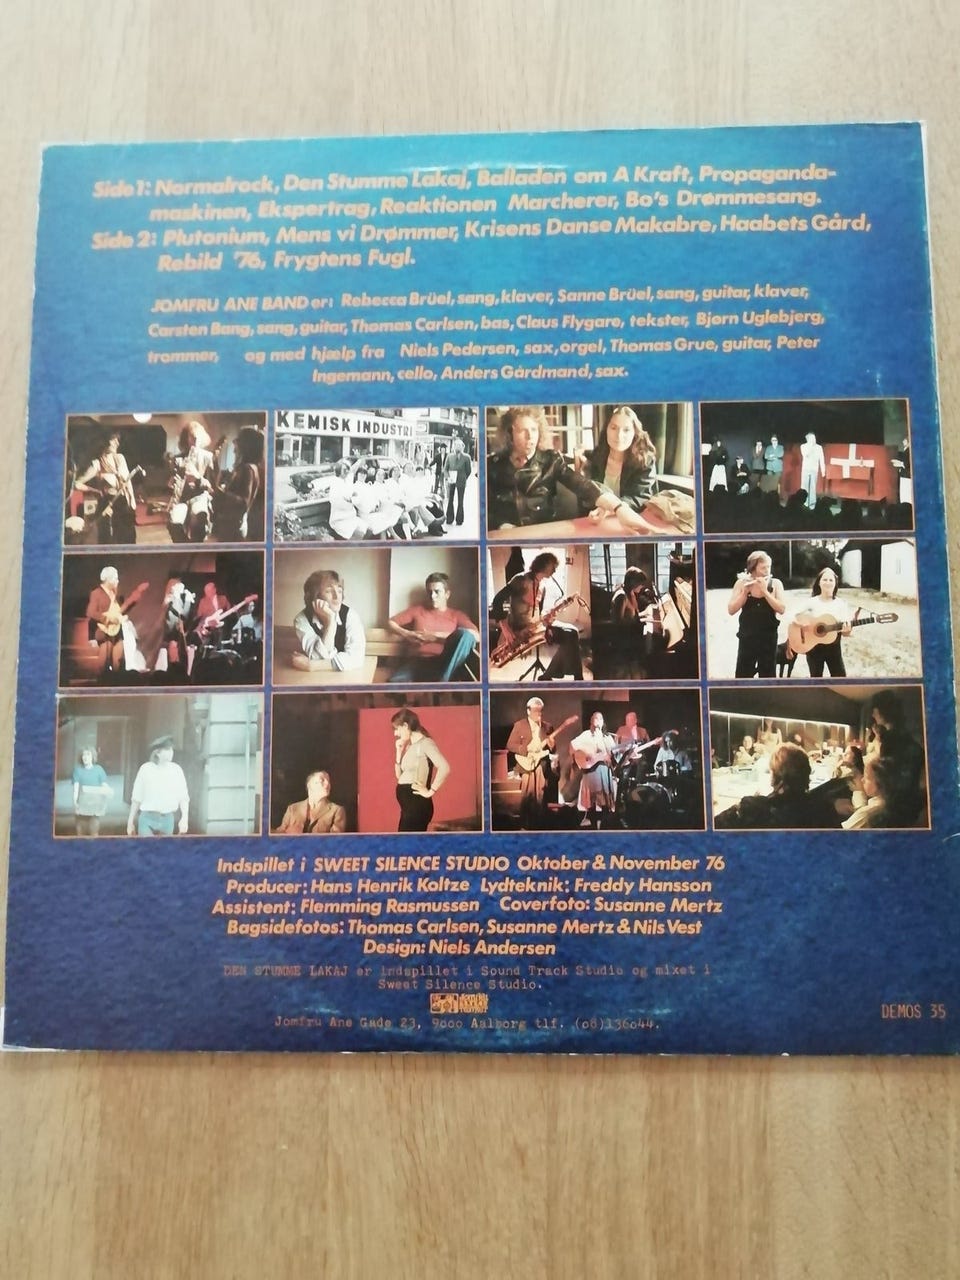 Side 1: Normalrock, Den Stumme Lakaj, Balladen om A Kraft, Propaganda-
maskinen, Ekspertrag, Reaktionen Marcherer, Bo's Drømmesang.
Side 2: Plutonium, Mens vi Drømmer, Krisens Danse Makabre, Haabets Gård,
Rebild '76, Frygtens Fugl.
JOMFRU ANE BAND er: Rebecca Brüel, sang, klaver, Sanne Brüel, sang, guitar, klaver,
Carsten Bang, sang, guitar, Thomas Carlsen, bas, Claus Flygare, tekster, Bjørn Uglebjerg,
trommer, og med hjælp fra Niels Pedersen, sax, orgel, Thomas Grue, guitar, Peter
Ingemann, cello, Anders Gårdmand, sax.
KEMISK INDUSTRI
Indspillet i SWEET SILENCE STUDIO Oktober & November 76
Producer: Hans Henrik Koltze Lydteknik: Freddy Hansson
Assistent: Flemming Rasmussen Coverfoto: Susanne Mertz
Bagsidefotos: Thomas Carlsen, Susanne Mertz & Nils Vest
Design: Niels Andersen
DEN STUMME LAKAJ er indspillet i Sound Track Studio og mixet i
Sweet Silence Studio.
Jomfru Ane Gade 23, 9000 Aalborg tlf. (08)136044.
DEMOS 35